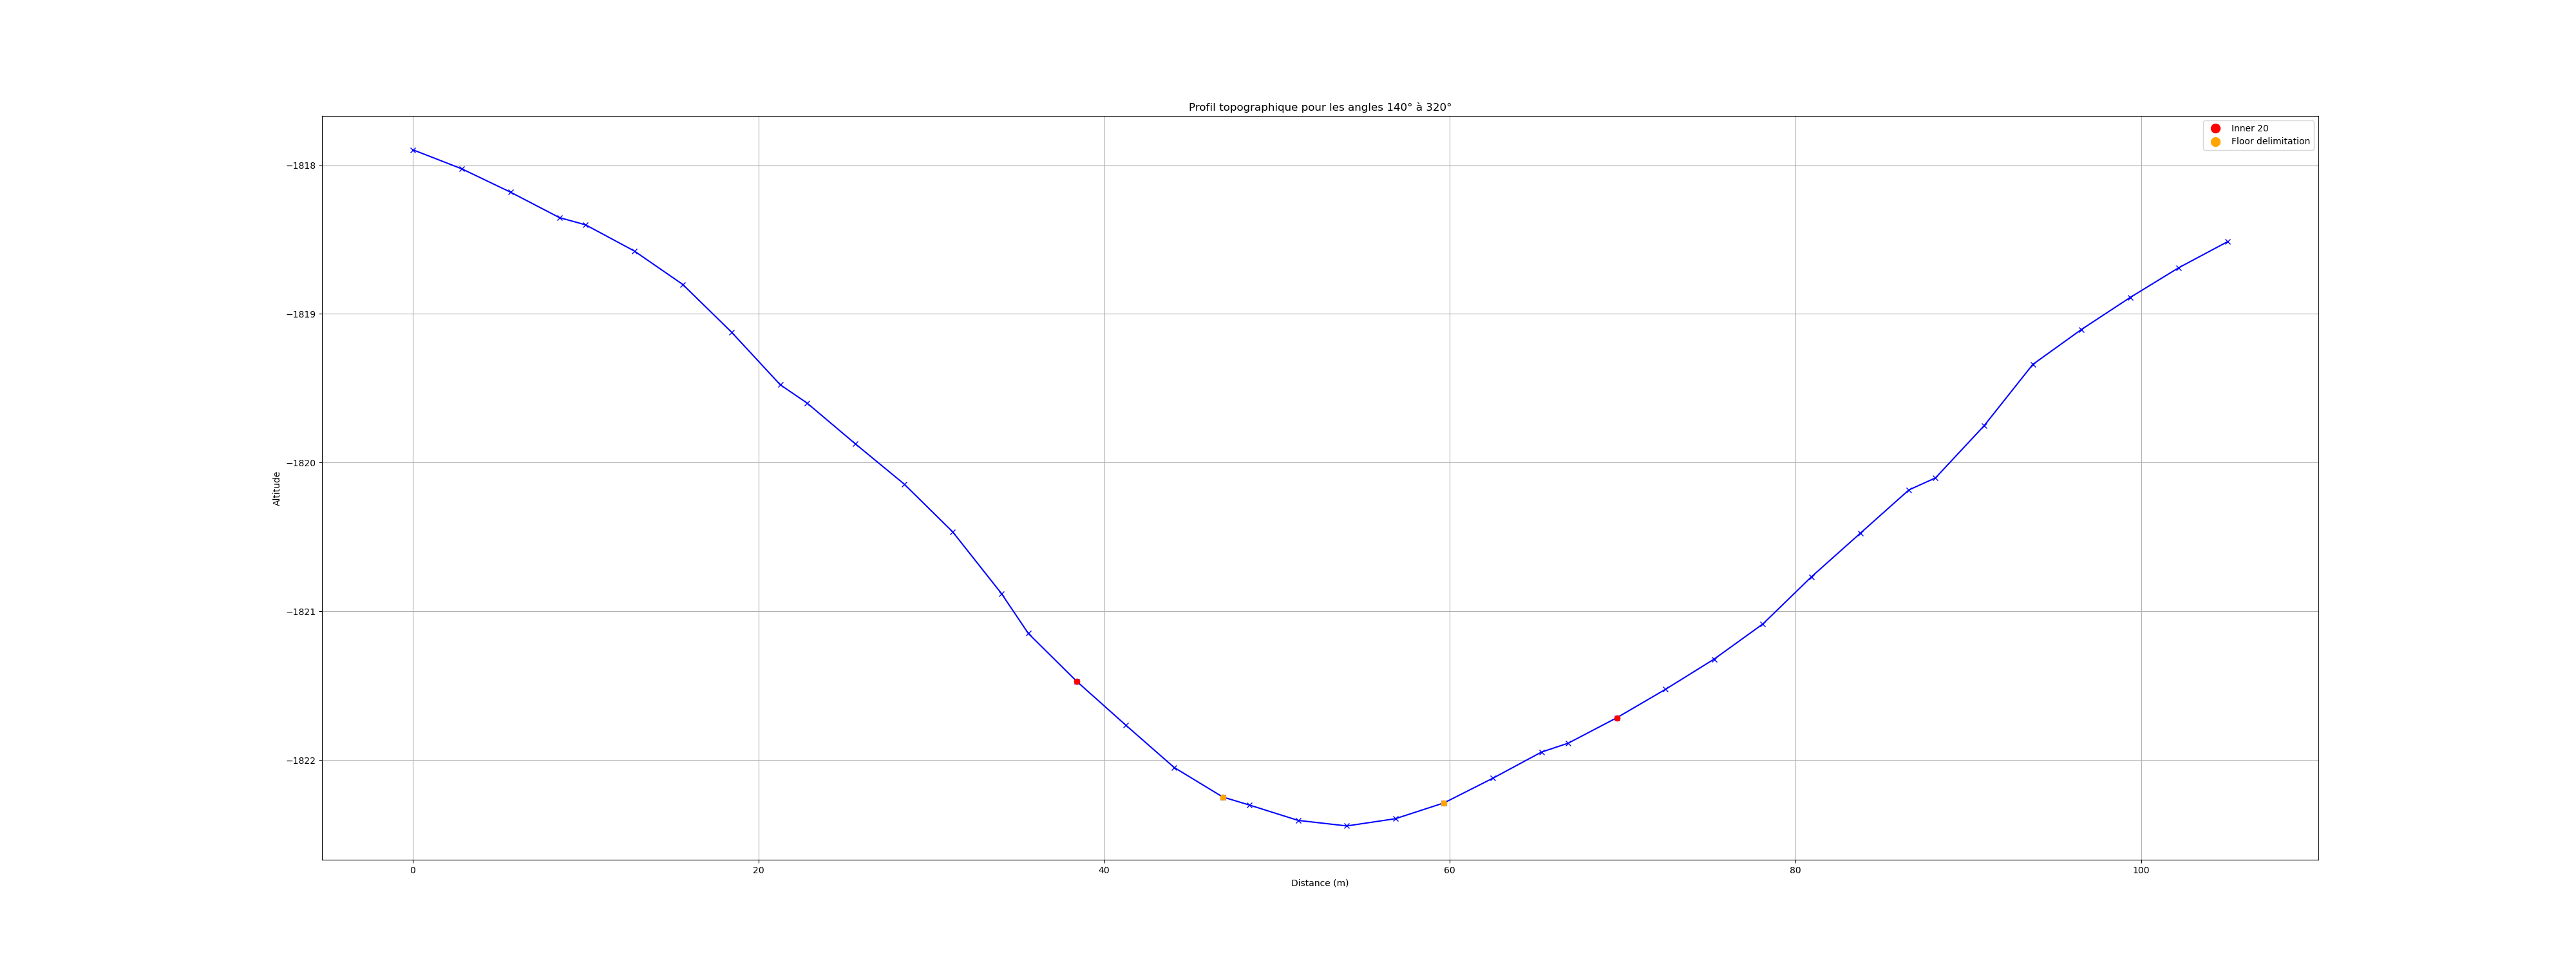 Profil topographique pour les angles 140° à 320°
Inner 20
Floor delimitation
−1818
−1819
−1820
−1821
−1822
Altitude
0 20 40 60 80 100
Distance (m)